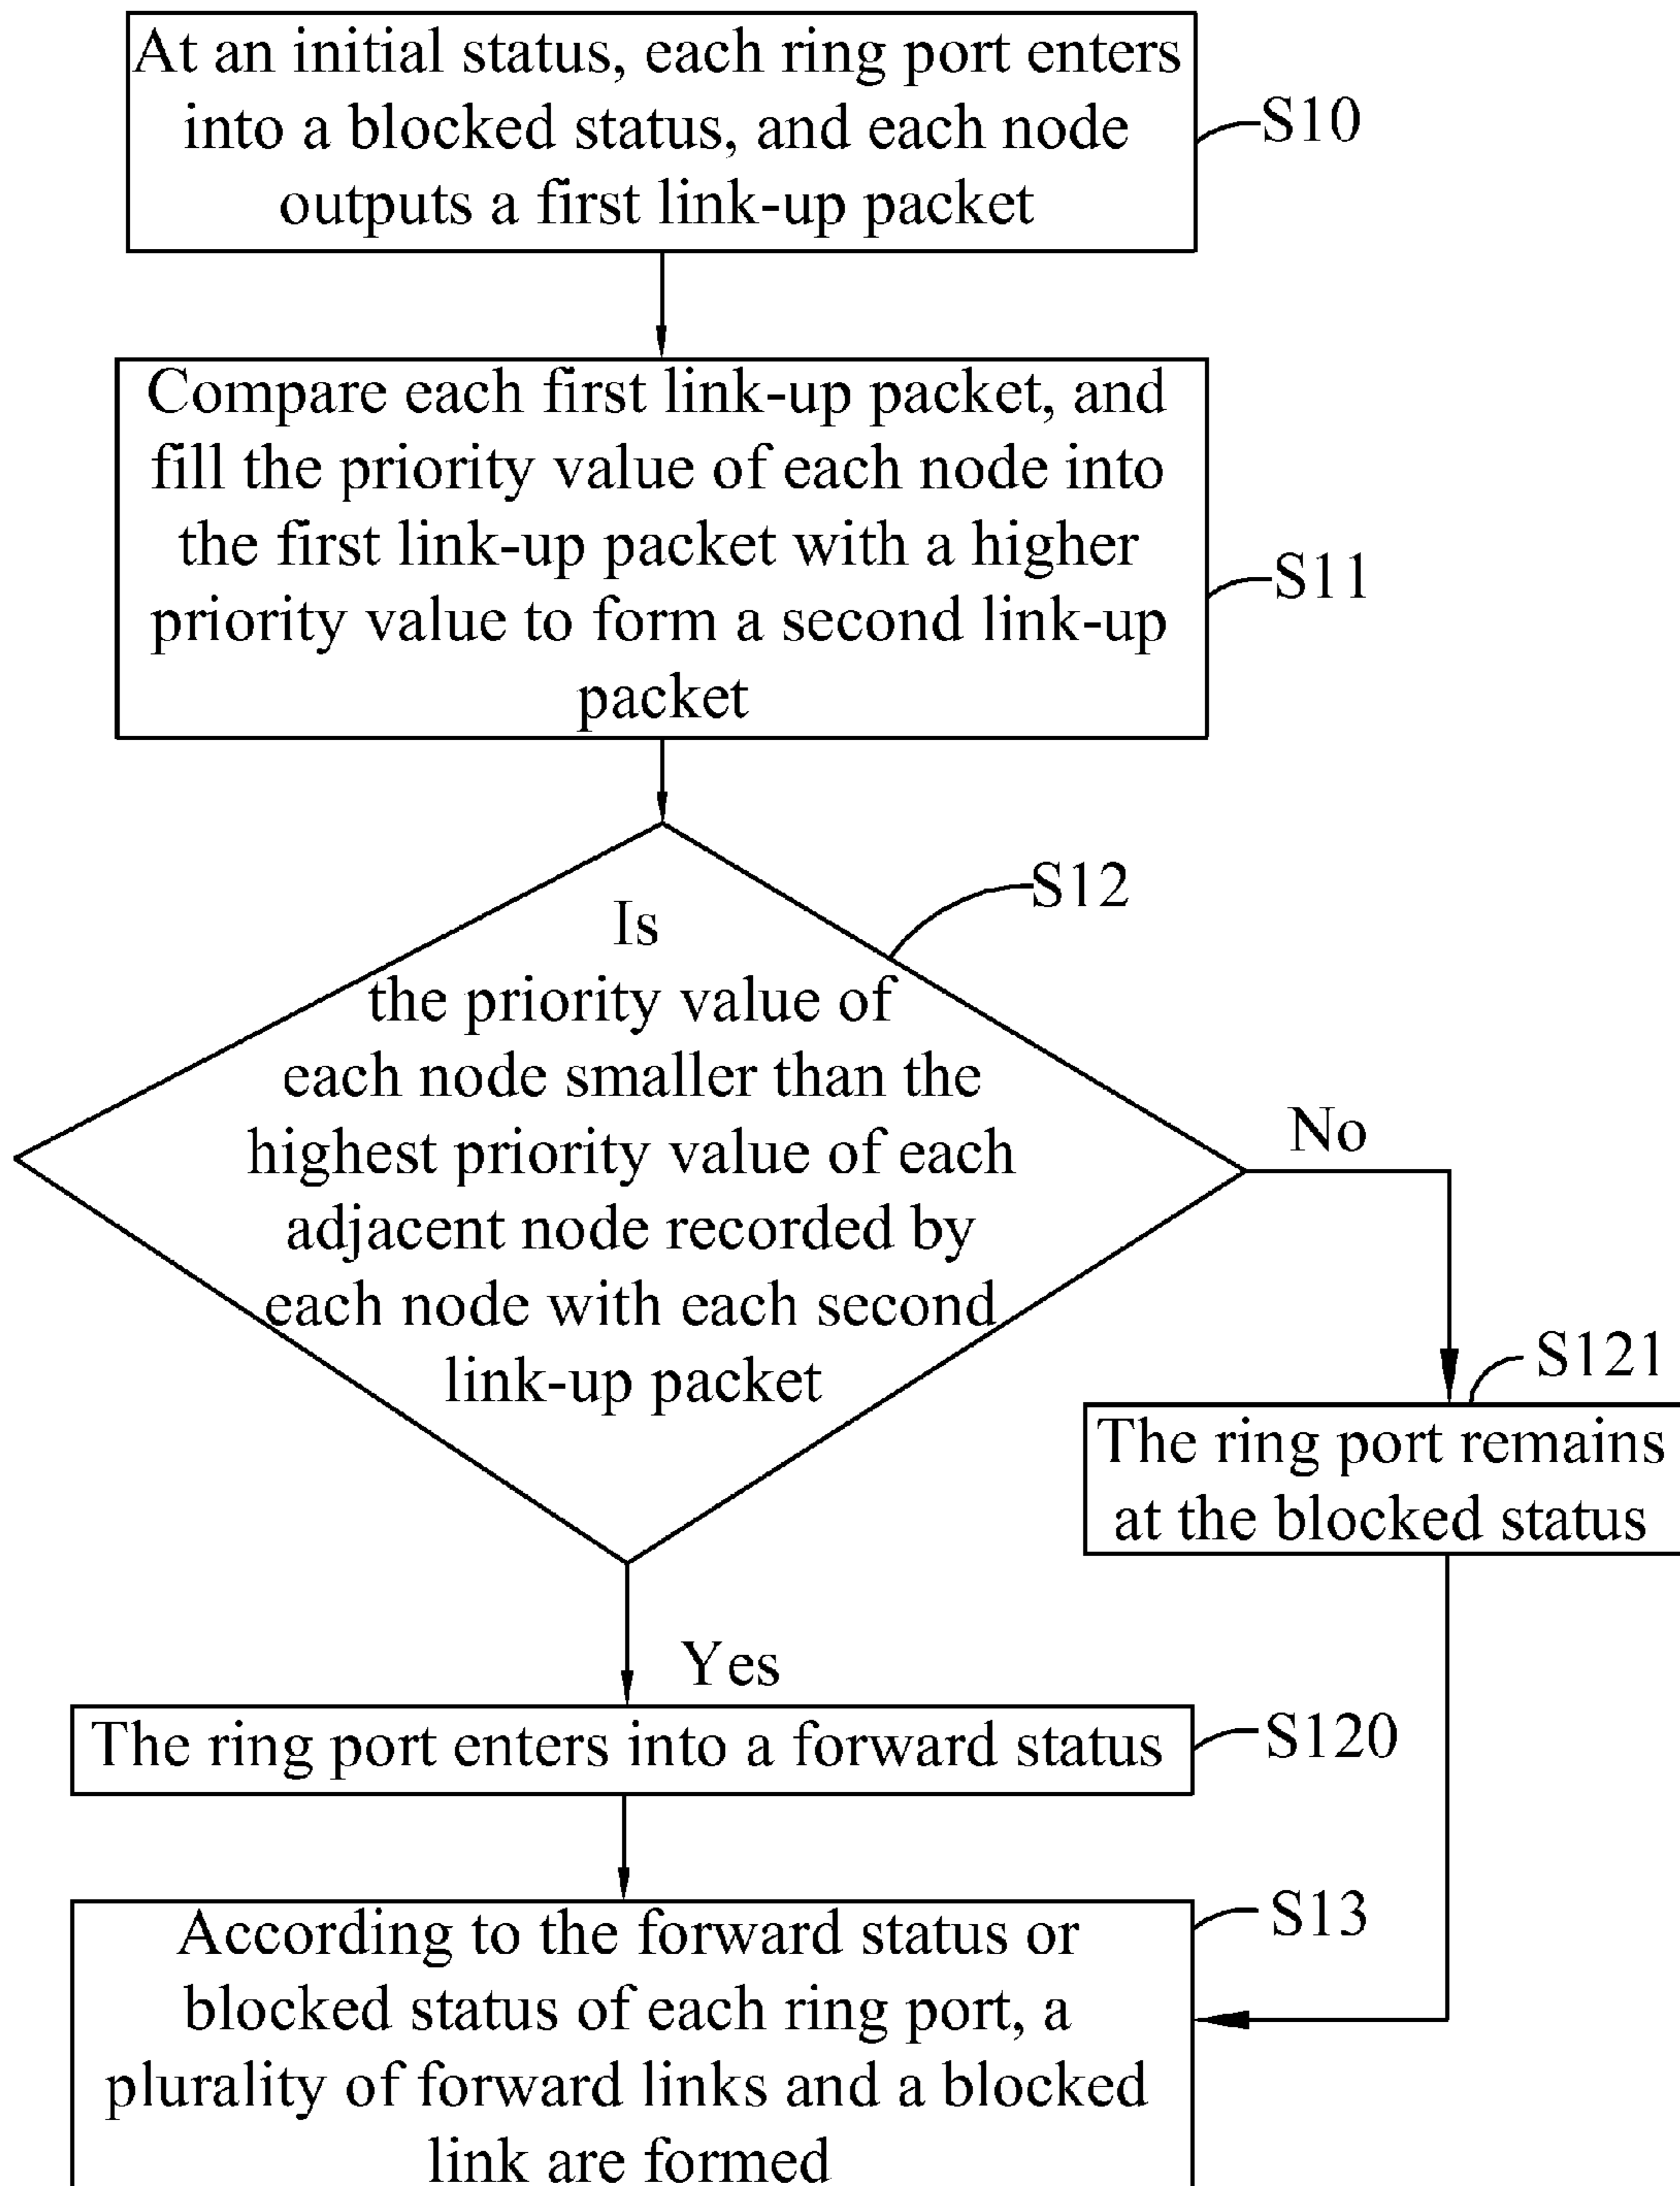 At an initial status, each ring port enters
into a blocked status, and each node
outputs a first link-up packet
S10
Compare each first link-up packet, and
fill the priority value of each node into
the first link-up packet with a higher
priority value to form a second link-up
packet
S11
S12
Is
the priority value of
each node smaller than the
highest priority value of each
adjacent node recorded by
each node with each second
link-up packet
No
S121
The ring port remains
at the blocked status
Yes
The ring port enters into a forward status
S120
S13
According to the forward status or
blocked status of each ring port, a
plurality of forward links and a blocked
link are formed